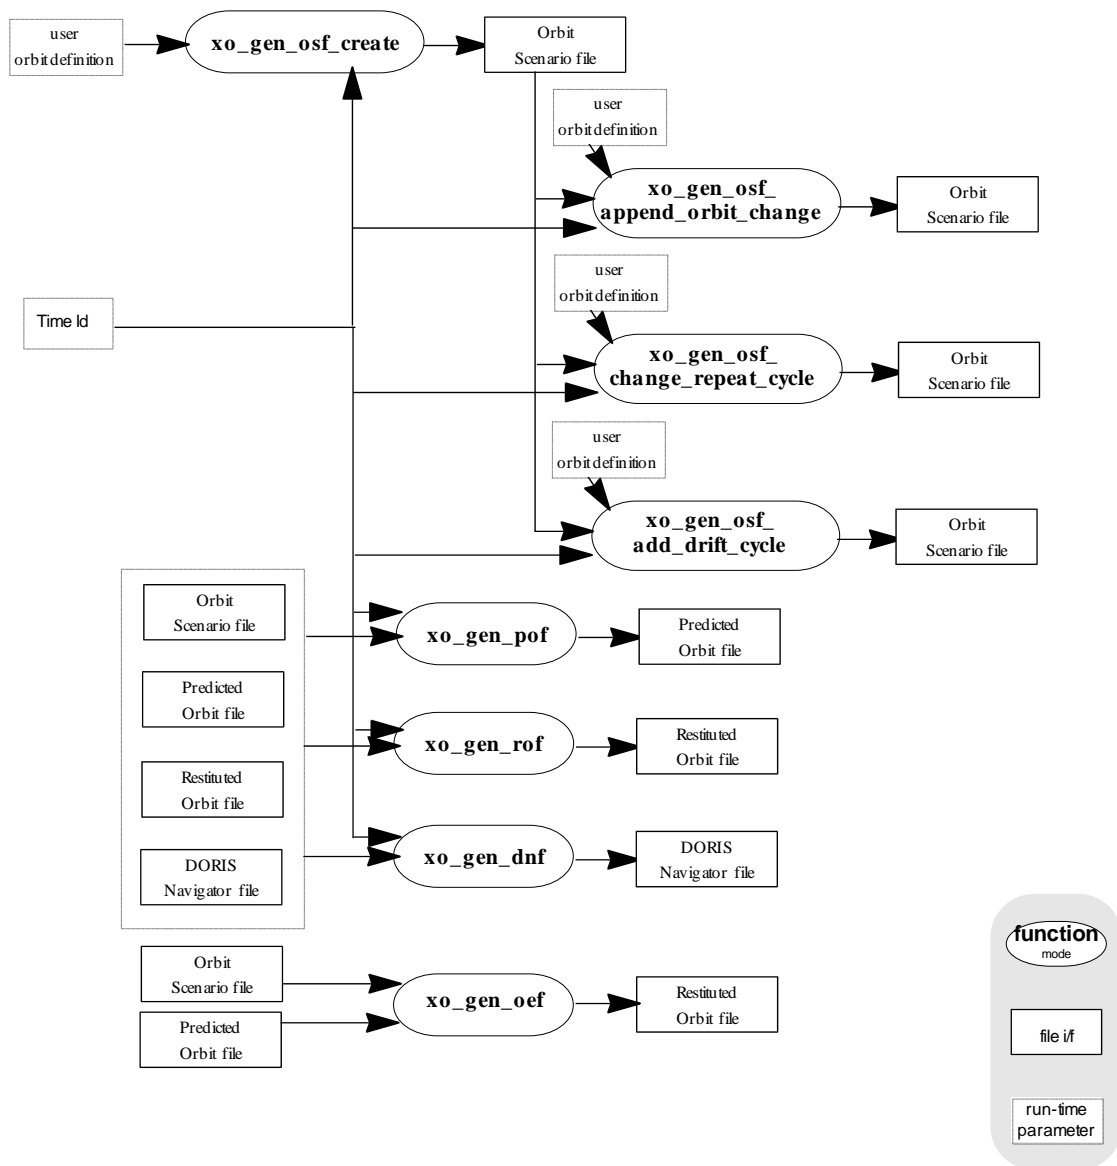 user
orbit definition
xo_gen_osf_create
Orbit
Scenario file
user
orbit definition
xo_gen_osf_
append_orbit_change
Orbit
Scenario file
user
orbit definition
Time Id
xo_gen_osf_
change_repeat_cycle
Orbit
Scenario file
user
orbit definition
xo_gen_osf_
add_drift_cycle
Orbit
Scenario file
Orbit
Scenario file
xo_gen_pof
Predicted
Orbit file
Predicted
Orbit file
xo_gen_rof
Restituted
Orbit file
Restituted
Orbit file
DORIS
Navigator file
xo_gen_dnf
DORIS
Navigator file
Orbit
Scenario file
Predicted
Orbit file
xo_gen_oef
Restituted
Orbit file
function
mode
file i/f
run-time
parameter